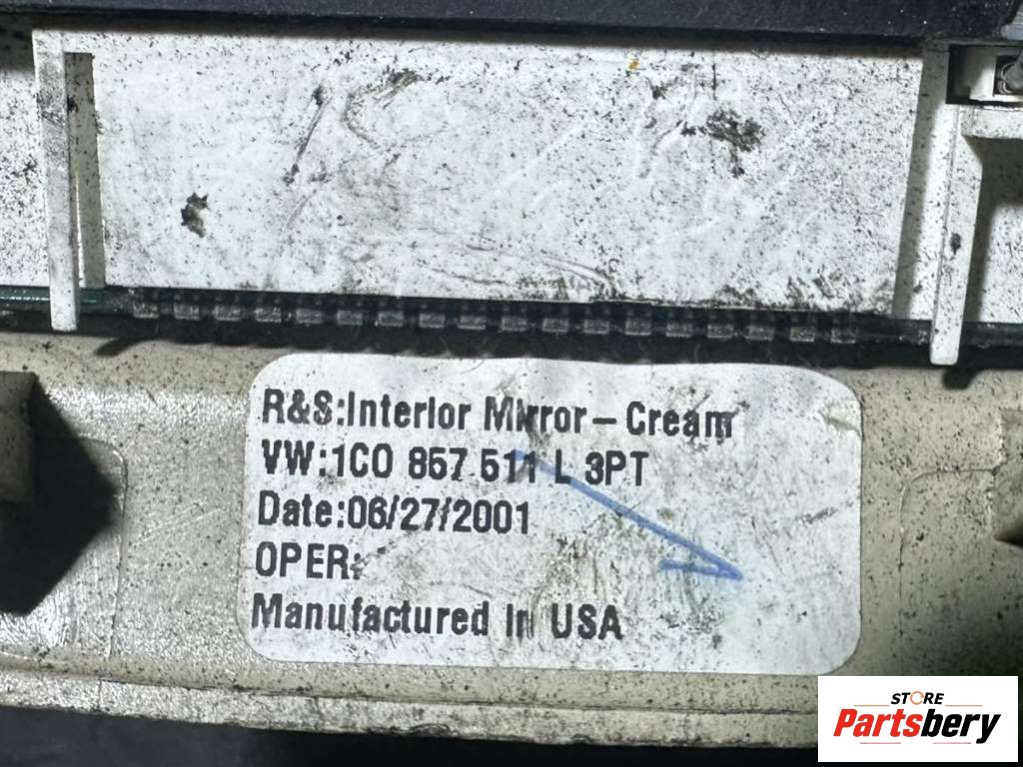 R&S:Interior Mirror-Cream
VW:1C0 857 511 L 3PT
Date:06/27/2001
OPER:
Manufactured In USA
STORE
Partsbery